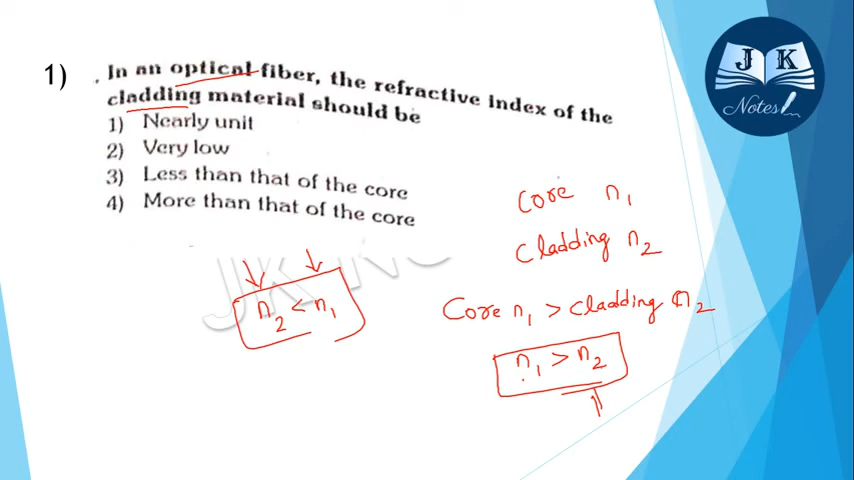 1) . In an optical fiber, the refractive index of the
cladding material should be
1) Nearly unit
2) Very low
3) Less than that of the core
4) More than that of the core
J K
Notes
Core n₁
Cladding n₂
Core n₁ > Cladding n₂
n₁ > n₂
n₂ < n₁
JK No